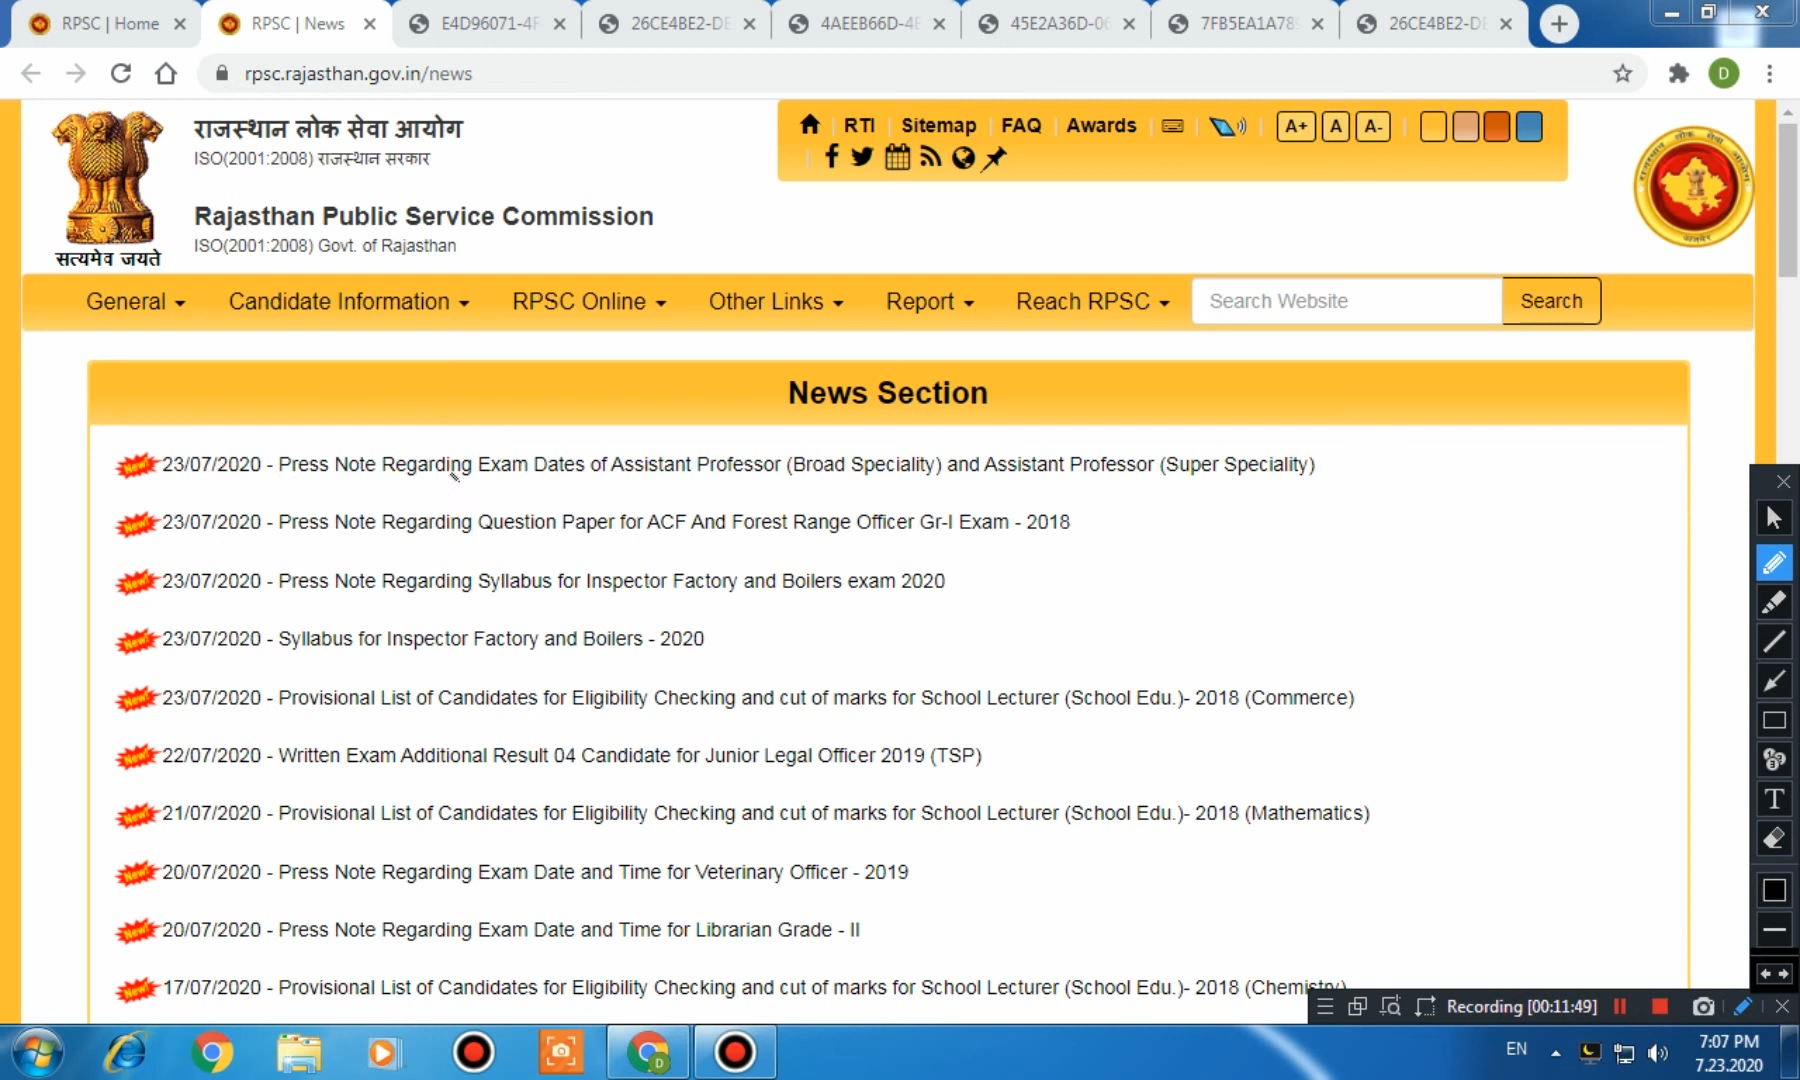 RPSC | Home
RPSC | News
E4D96071-4F
26CE4BE2-DE
4AEEB66D-4E
45E2A36D-06
7FB5EA1A78
26CE4BE2-DE
D
rpsc.rajasthan.gov.in/news
राजस्थान लोक सेवा आयोग
ISO(2001:2008) राजस्थान सरकार
Rajasthan Public Service Commission
ISO(2001:2008) Govt. of Rajasthan
सत्यमेव जयते
RTI Sitemap FAQ Awards A+ A A-
General Candidate Information RPSC Online Other Links Report Reach RPSC Search Website Search
News Section
New! 23/07/2020 - Press Note Regarding Exam Dates of Assistant Professor (Broad Speciality) and Assistant Professor (Super Speciality)
New! 23/07/2020 - Press Note Regarding Question Paper for ACF And Forest Range Officer Gr-I Exam - 2018
New! 23/07/2020 - Press Note Regarding Syllabus for Inspector Factory and Boilers exam 2020
New! 23/07/2020 - Syllabus for Inspector Factory and Boilers - 2020
New! 23/07/2020 - Provisional List of Candidates for Eligibility Checking and cut of marks for School Lecturer (School Edu.)- 2018 (Commerce)
New! 22/07/2020 - Written Exam Additional Result 04 Candidate for Junior Legal Officer 2019 (TSP)
New! 21/07/2020 - Provisional List of Candidates for Eligibility Checking and cut of marks for School Lecturer (School Edu.)- 2018 (Mathematics)
New! 20/07/2020 - Press Note Regarding Exam Date and Time for Veterinary Officer - 2019
New! 20/07/2020 - Press Note Regarding Exam Date and Time for Librarian Grade - II
New! 17/07/2020 - Provisional List of Candidates for Eligibility Checking and cut of marks for School Lecturer (School Edu.)- 2018 (Chemistry)
T
Recording [00:11:49]
D
EN
7:07 PM
7.23.2020